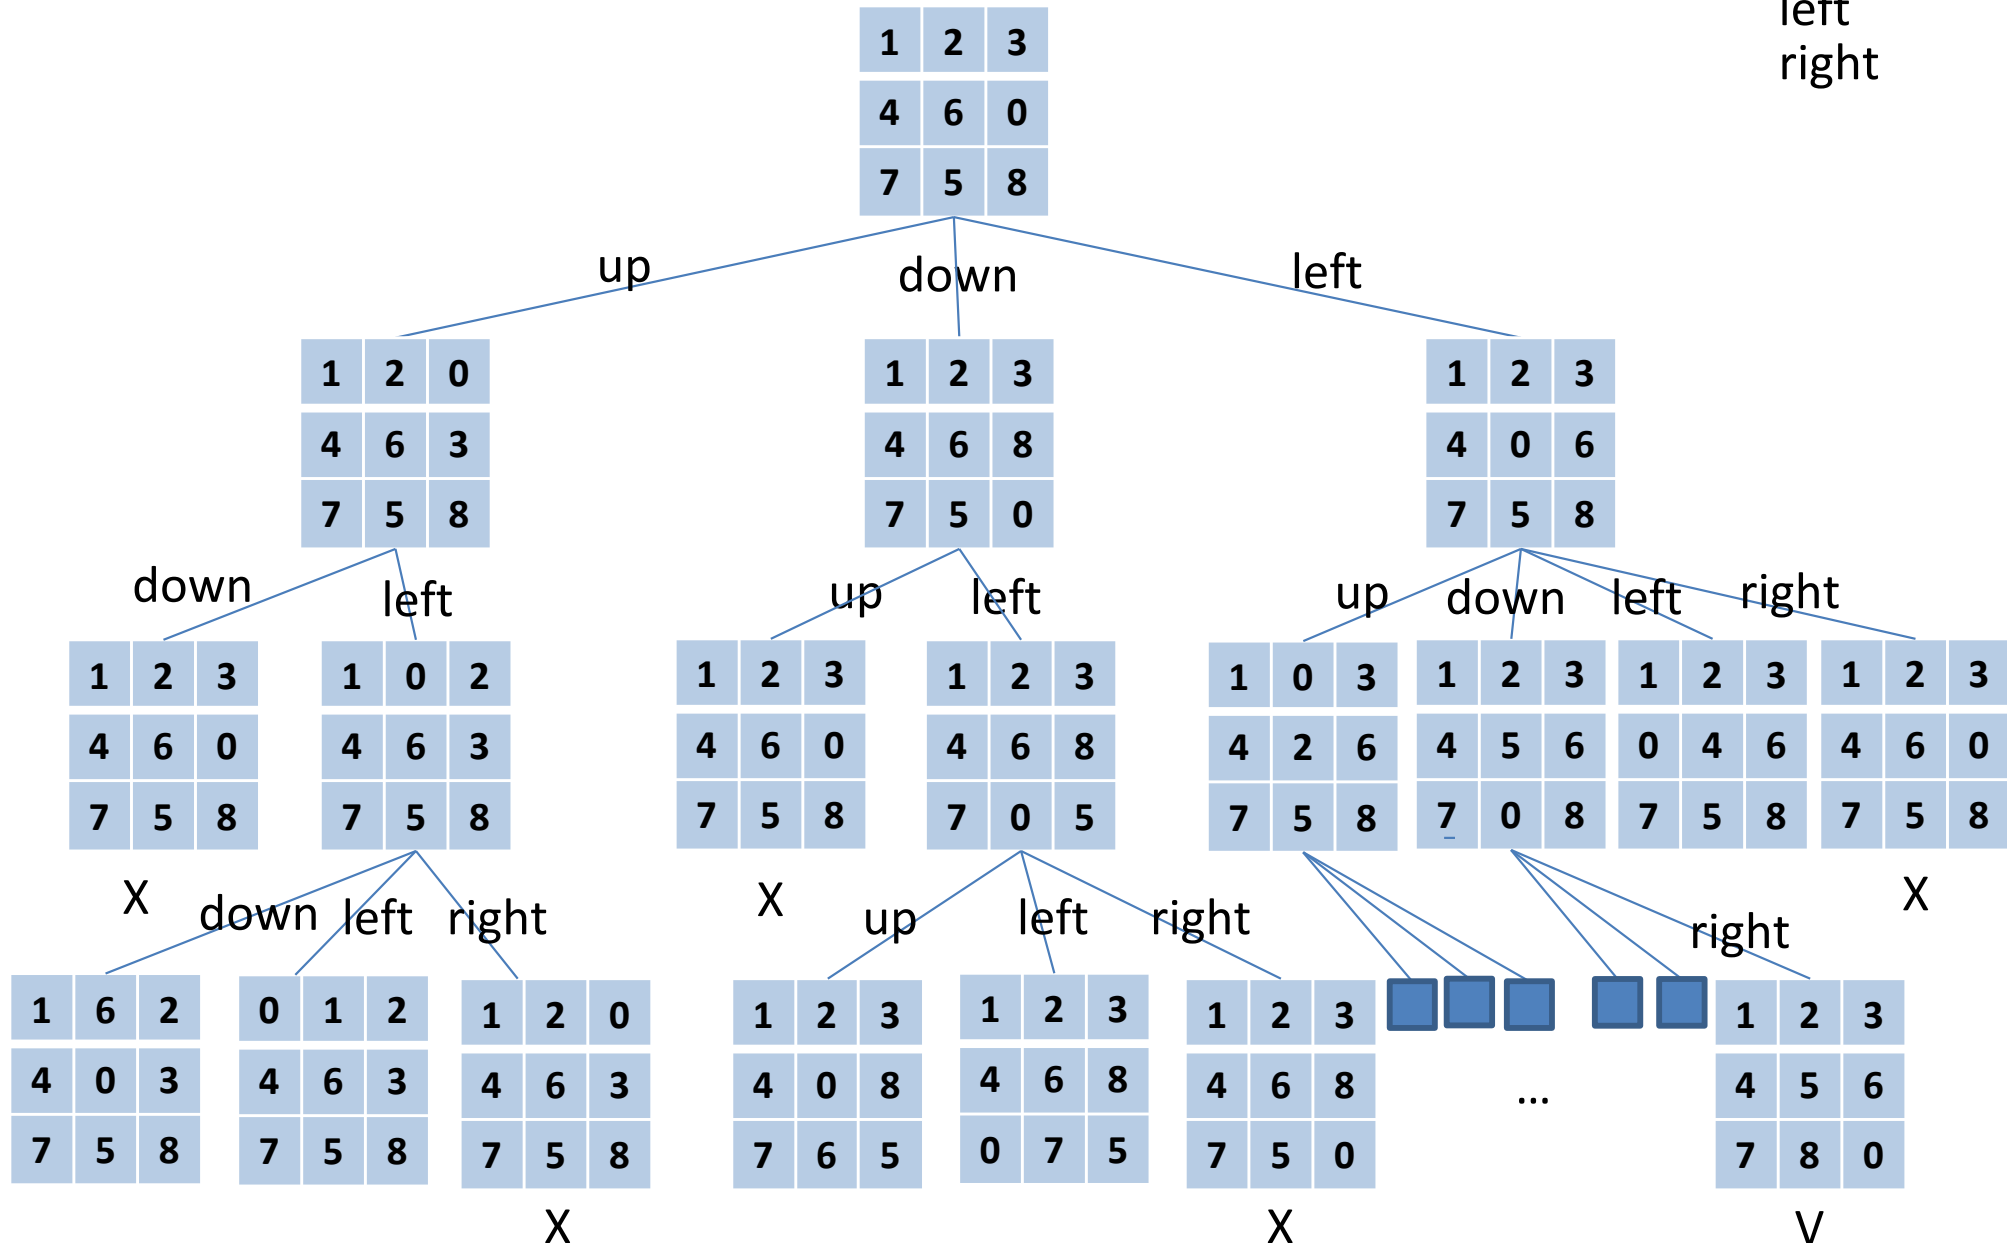 left
right
1 2 3
4 6 0
7 5 8
up down left
1 2 0
4 6 3
7 5 8
1 2 3
4 6 8
7 5 0
1 2 3
4 0 6
7 5 8
down left
up left
up down left right
1 2 3
4 6 0
7 5 8
X
1 0 2
4 6 3
7 5 8
1 2 3
4 6 0
7 5 8
X
1 2 3
4 6 8
7 0 5
1 0 3
4 2 6
7 5 8
1 2 3
4 5 6
7 0 8
1 2 3
0 4 6
7 5 8
1 2 3
4 6 0
7 5 8
X
down left right
up left right
right
1 6 2
4 0 3
7 5 8
0 1 2
4 6 3
7 5 8
1 2 0
4 6 3
7 5 8
X
1 2 3
4 0 8
7 6 5
1 2 3
4 6 8
0 7 5
1 2 3
4 6 8
7 5 0
X
...
1 2 3
4 5 6
7 8 0
V